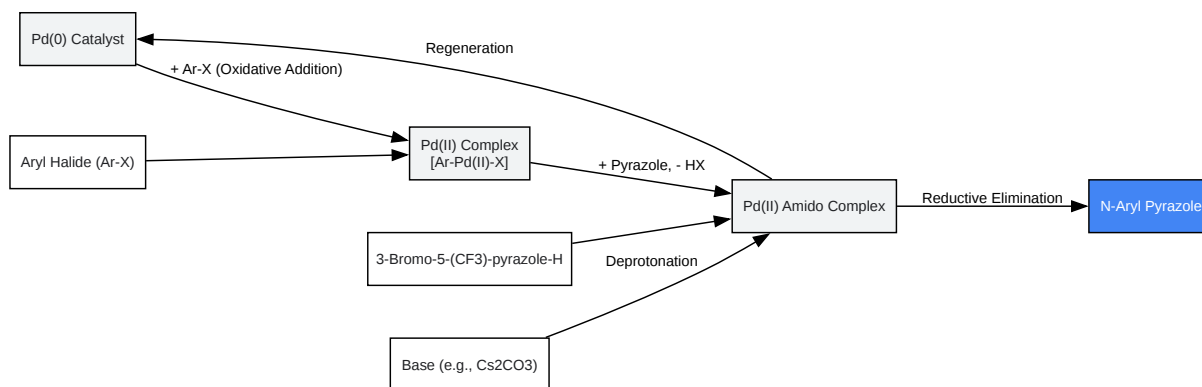 Pd(0) Catalyst
Regeneration
+ Ar-X (Oxidative Addition)
Aryl Halide (Ar-X)
Pd(II) Complex
[Ar-Pd(II)-X]
+ Pyrazole, - HX
Pd(II) Amido Complex
Reductive Elimination
N-Aryl Pyrazole
3-Bromo-5-(CF3)-pyrazole-H
Deprotonation
Base (e.g., Cs2CO3)